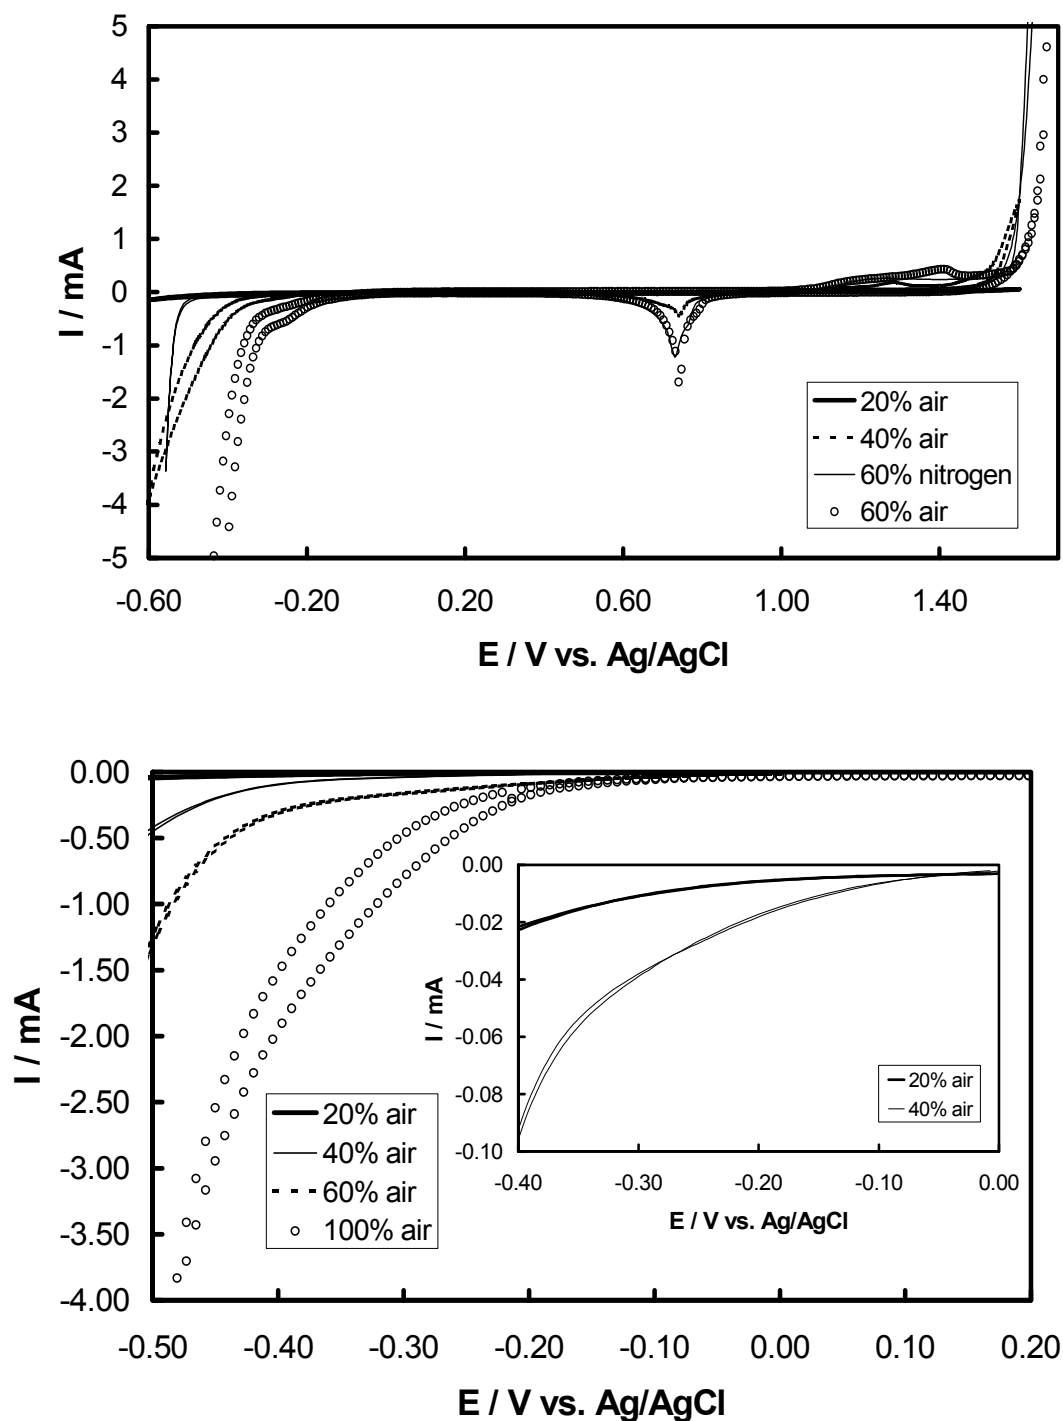 5
4
3
2
1
0
-1
-2
-3
-4
-5
I / mA
-0.60 -0.20 0.20 0.60 1.00 1.40
E / V vs. Ag/AgCl
20% air
40% air
60% nitrogen
60% air
0.00
-0.50
-1.00
-1.50
-2.00
-2.50
-3.00
-3.50
-4.00
I / mA
-0.50 -0.40 -0.30 -0.20 -0.10 0.00 0.10 0.20
E / V vs. Ag/AgCl
20% air
40% air
60% air
100% air
0.00
-0.02
-0.04
-0.06
-0.08
-0.10
I / mA
-0.40 -0.30 -0.20 -0.10 0.00
E / V vs. Ag/AgCl
20% air
40% air